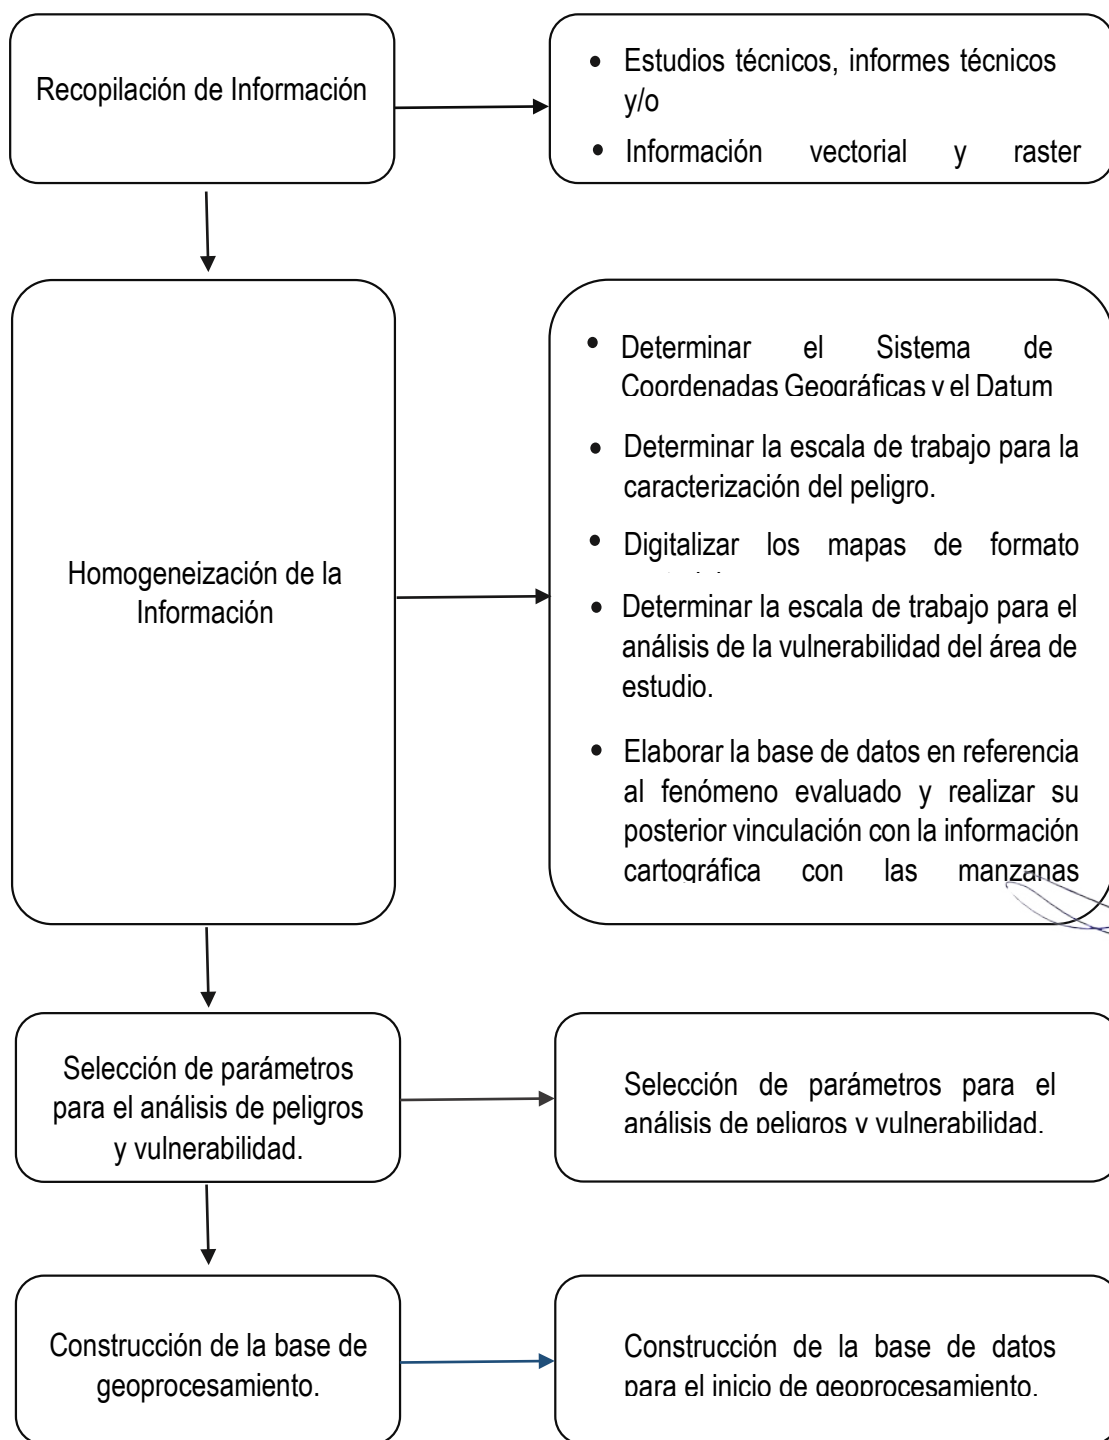 Recopilación de Información
• Estudios técnicos, informes técnicos
y/o
• Información vectorial y raster
Homogeneización de la
Información
• Determinar el Sistema de
Coordenadas Geográficas y el Datum
• Determinar la escala de trabajo para la
caracterización del peligro.
• Digitalizar los mapas de formato
• Determinar la escala de trabajo para el
análisis de la vulnerabilidad del área de
estudio.
• Elaborar la base de datos en referencia
al fenómeno evaluado y realizar su
posterior vinculación con la información
cartográfica con las manzanas
Selección de parámetros
para el análisis de peligros
y vulnerabilidad.
Selección de parámetros para el
análisis de peligros y vulnerabilidad.
Construcción de la base de
geoprocesamiento.
Construcción de la base de datos
para el inicio de geoprocesamiento.